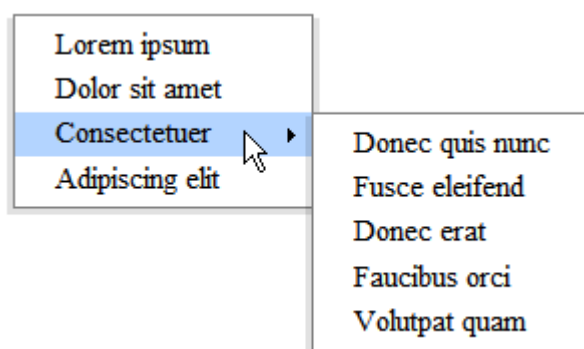 Lorem ipsum
Dolor sit amet
Consectetuer
Adipiscing elit
Donec quis nunc
Fusce eleifend
Donec erat
Faucibus orci
Volutpat quam